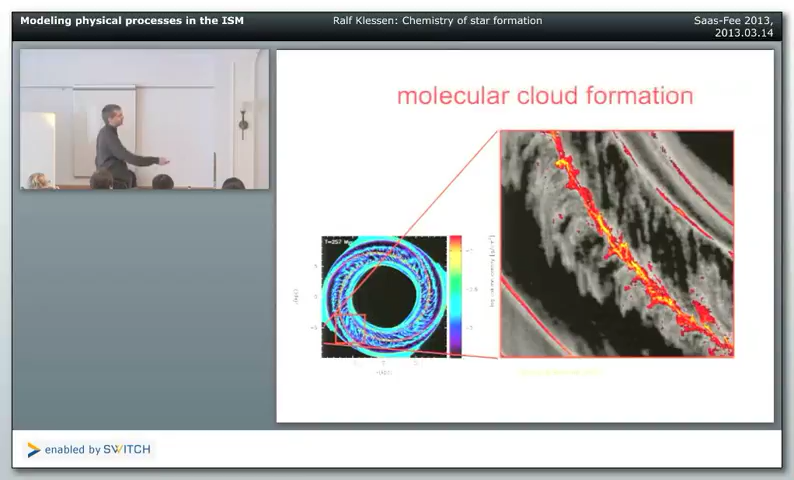 Modeling physical processes in the ISM
Ralf Klessen: Chemistry of star formation
Saas-Fee 2013,
2013.03.14
molecular cloud formation
enabled by SWITCH